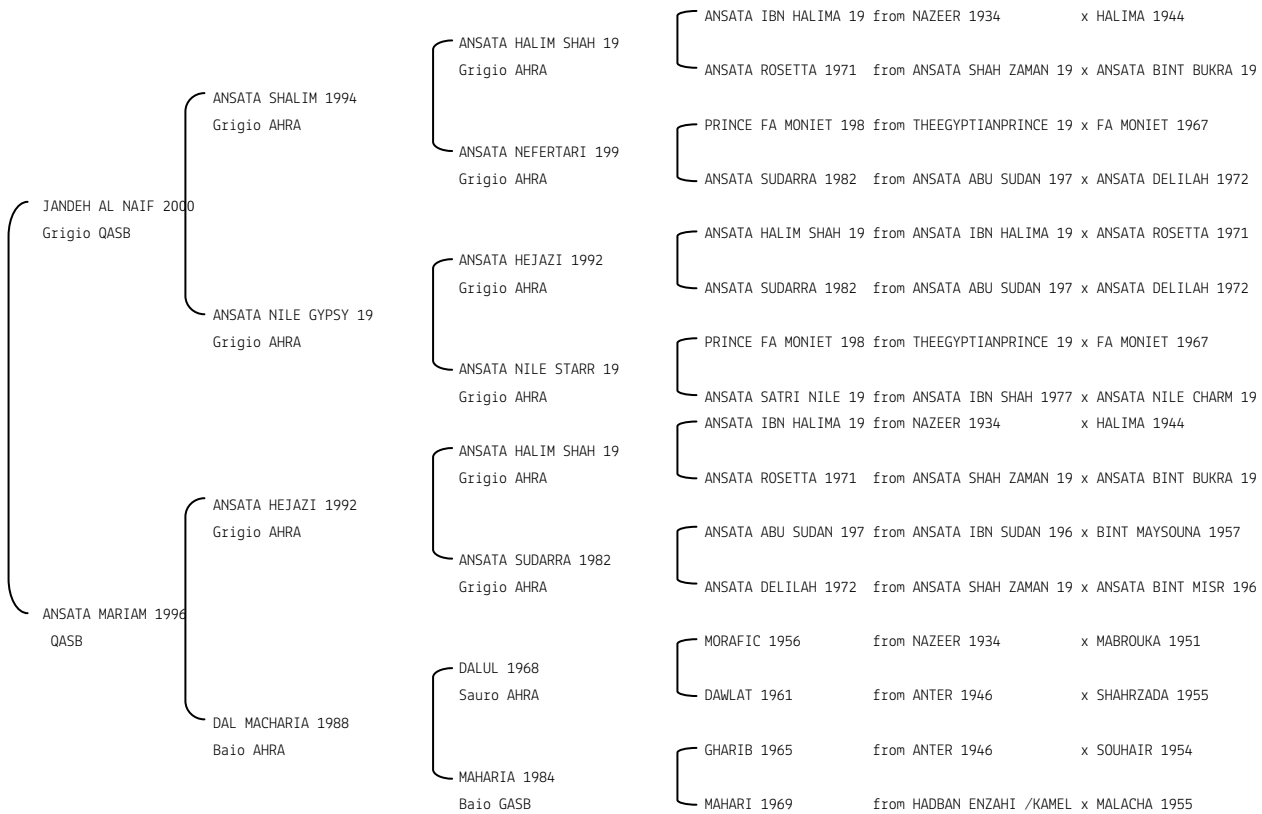 ANSATA IBN HALIMA 19 from NAZEER 1934 x HALIMA 1944
ANSATA HALIM SHAH 19
Grigio AHRA
ANSATA ROSETTA 1971 from ANSATA SHAH ZAMAN 19 x ANSATA BINT BUKRA 19
ANSATA SHALIM 1994
Grigio AHRA
PRINCE FA MONIET 198 from THEEGYPTIANPRINCE 19 x FA MONIET 1967
ANSATA NEFERTARI 199
Grigio AHRA
ANSATA SUDARRA 1982 from ANSATA ABU SUDAN 197 x ANSATA DELILAH 1972
JANDEH AL NAIF 2000
Grigio QASB
ANSATA HALIM SHAH 19 from ANSATA IBN HALIMA 19 x ANSATA ROSETTA 1971
ANSATA HEJAZI 1992
Grigio AHRA
ANSATA SUDARRA 1982 from ANSATA ABU SUDAN 197 x ANSATA DELILAH 1972
ANSATA NILE GYPSY 19
Grigio AHRA
PRINCE FA MONIET 198 from THEEGYPTIANPRINCE 19 x FA MONIET 1967
ANSATA NILE STARR 19
Grigio AHRA
ANSATA SATRI NILE 19 from ANSATA IBN SHAH 1977 x ANSATA NILE CHARM 19
ANSATA IBN HALIMA 19 from NAZEER 1934 x HALIMA 1944
ANSATA HALIM SHAH 19
Grigio AHRA
ANSATA ROSETTA 1971 from ANSATA SHAH ZAMAN 19 x ANSATA BINT BUKRA 19
ANSATA HEJAZI 1992
Grigio AHRA
ANSATA ABU SUDAN 197 from ANSATA IBN SUDAN 196 x BINT MAYSOUNA 1957
ANSATA SUDARRA 1982
Grigio AHRA
ANSATA DELILAH 1972 from ANSATA SHAH ZAMAN 19 x ANSATA BINT MISR 196
ANSATA MARIAM 1996
QASB
MORAFIC 1956 from NAZEER 1934 x MABROUKA 1951
DALUL 1968
Sauro AHRA
DAWLAT 1961 from ANTER 1946 x SHAHRZADA 1955
DAL MACHARIA 1988
Baio AHRA
GHARIB 1965 from ANTER 1946 x SOUHAIR 1954
MAHARIA 1984
Baio GASB
MAHARI 1969 from HADBAN ENZAHI /KAMEL x MALACHA 1955